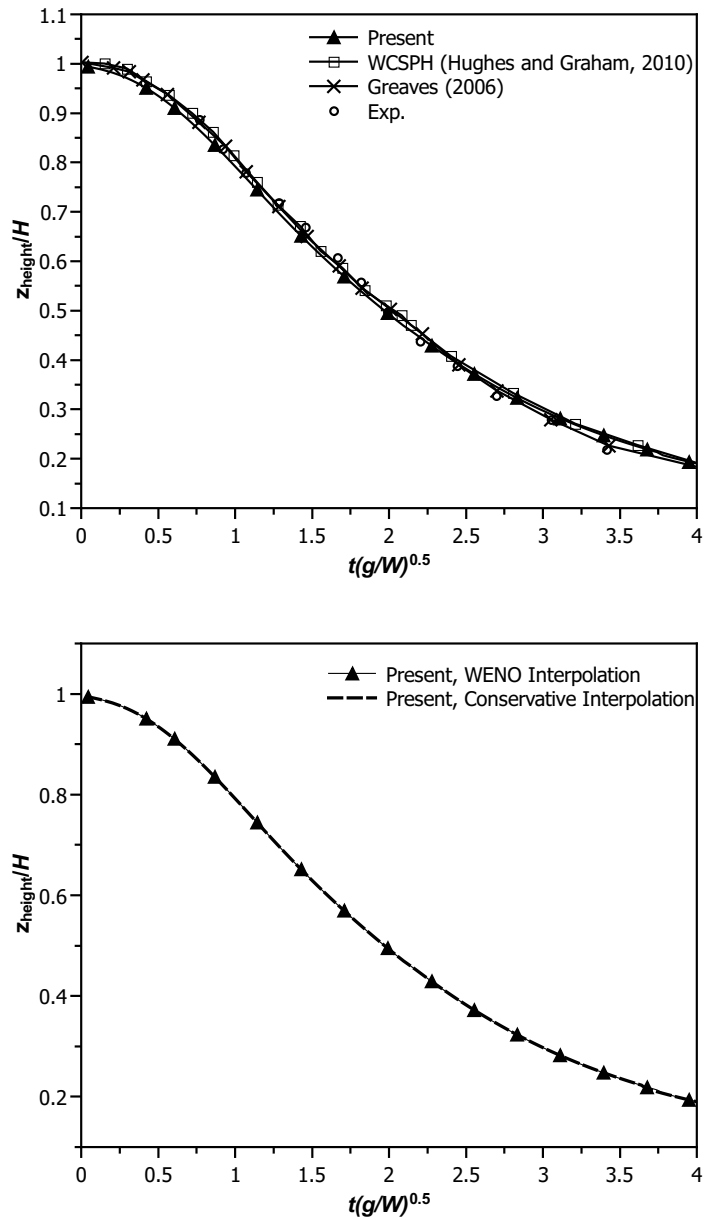 Present
WCSPH (Hughes and Graham, 2010)
Greaves (2006)
Exp.
1.1
1
0.9
0.8
0.7
0.6
0.5
0.4
0.3
0.2
0.1
z_height/H
0 0.5 1 1.5 2 2.5 3 3.5 4
t(g/W)^0.5
Present, WENO Interpolation
Present, Conservative Interpolation
1
0.8
0.6
0.4
0.2
z_height/H
0 0.5 1 1.5 2 2.5 3 3.5 4
t(g/W)^0.5